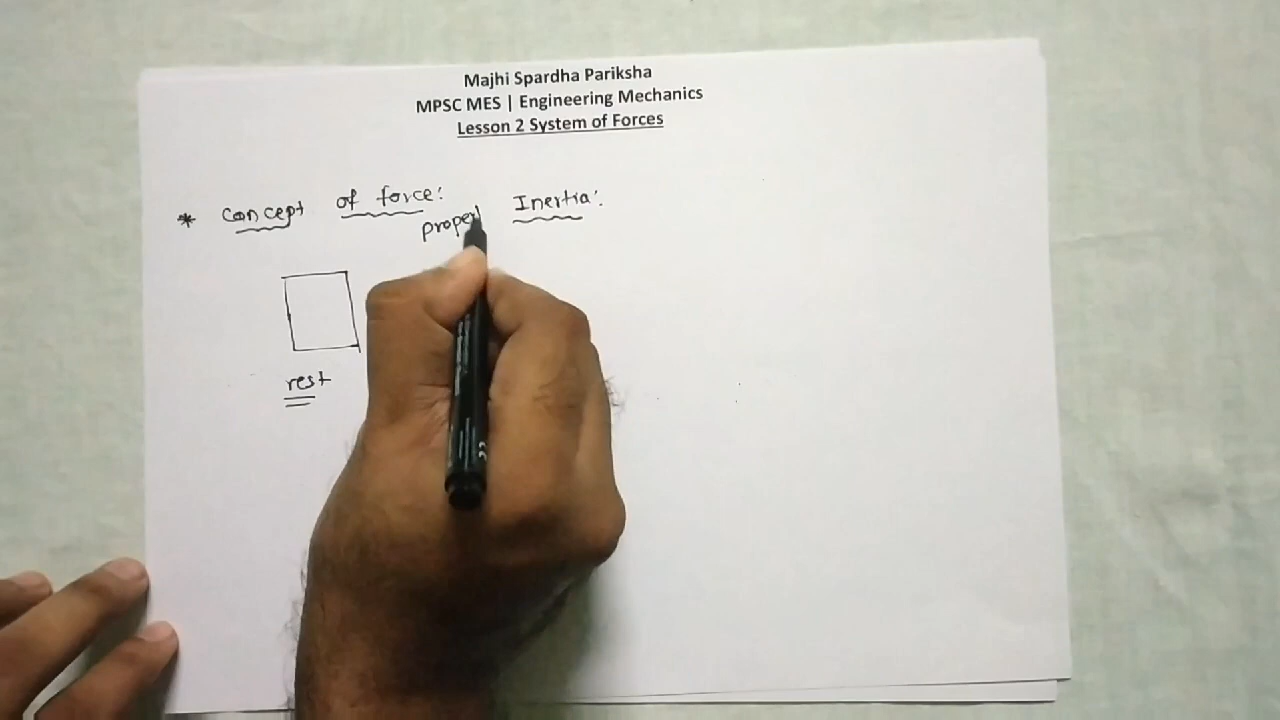 Majhi Spardha Pariksha
MPSC MES | Engineering Mechanics
Lesson 2 System of Forces
* Concept of force: Inertia:
proper
rest